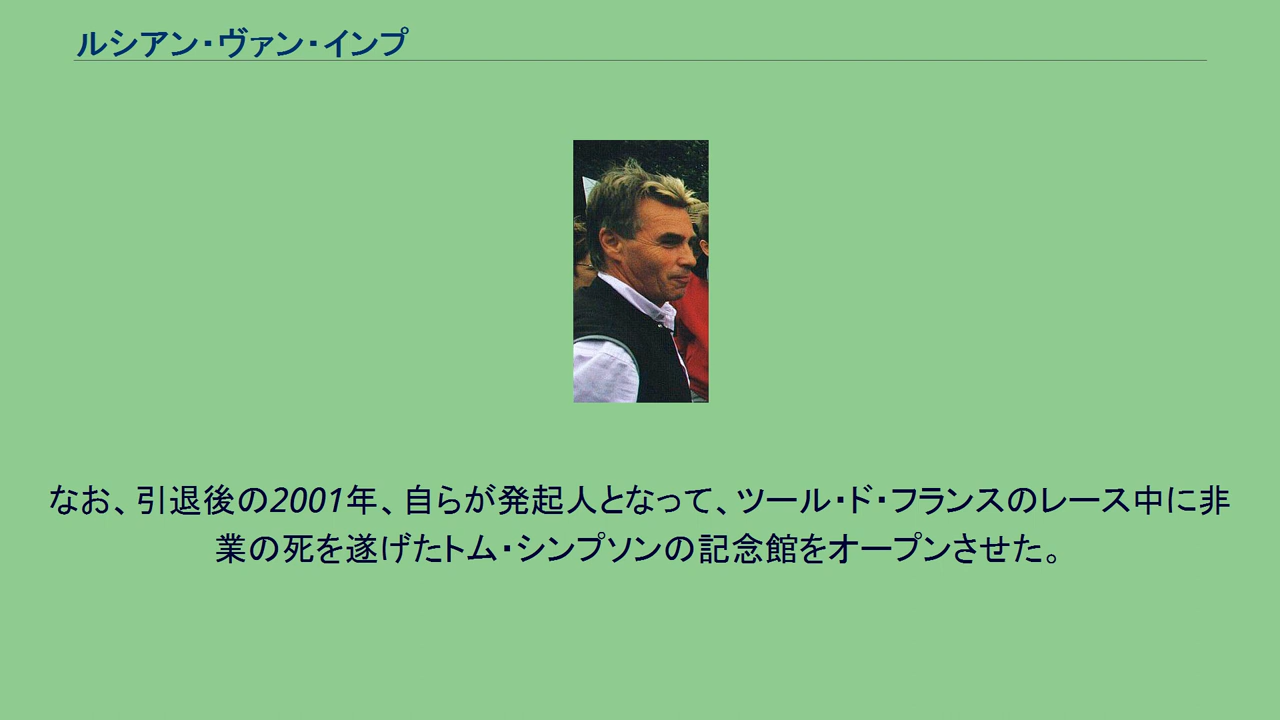 ルシアン・ヴァン・インプ
なお、引退後の2001年、自らが発起人となって、ツール・ド・フランスのレース中に非
業の死を遂げたトム・シンプソンの記念館をオープンさせた。